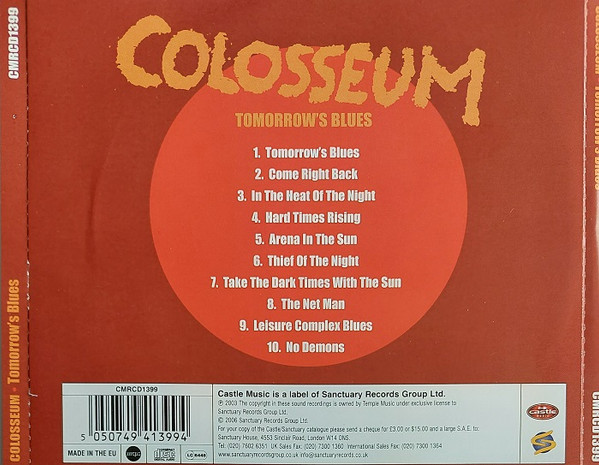 CMRCD1399
COLOSSEUM • Tomorrow's Blues
COLOSSEUM
TOMORROW'S BLUES
1. Tomorrow's Blues
2. Come Right Back
3. In The Heat Of The Night
4. Hard Times Rising
5. Arena In The Sun
6. Thief Of The Night
7. Take The Dark Times With The Sun
8. The Net Man
9. Leisure Complex Blues
10. No Demons
CMRCD1399
5 050749 413994
MADE IN THE EU
LC 6448
Castle Music is a label of Sanctuary Records Group Ltd.
℗ 2003 The copyright in these sound recordings is owned by Temple Music under exclusive license to
Sanctuary Records Group Ltd.
© 2006 Sanctuary Records Group Ltd.
For your copy of the Castle/Sanctuary catalogue please send a cheque for £3.00 or $15.00 and a large S.A.E. to:
Sanctuary House, 4553 Sinclair Road, London W14 0NS.
Tel: 020 7602 6351 UK Sales Fax: 020 7300 1360 International Sales Fax: 020 7300 1364
www.sanctuaryrecordsgroup.co.uk info@sanctuaryrecords.co.uk
castle
MUSIC
COLOSSEUM • Tomorrow's Blues
CMRCD1399